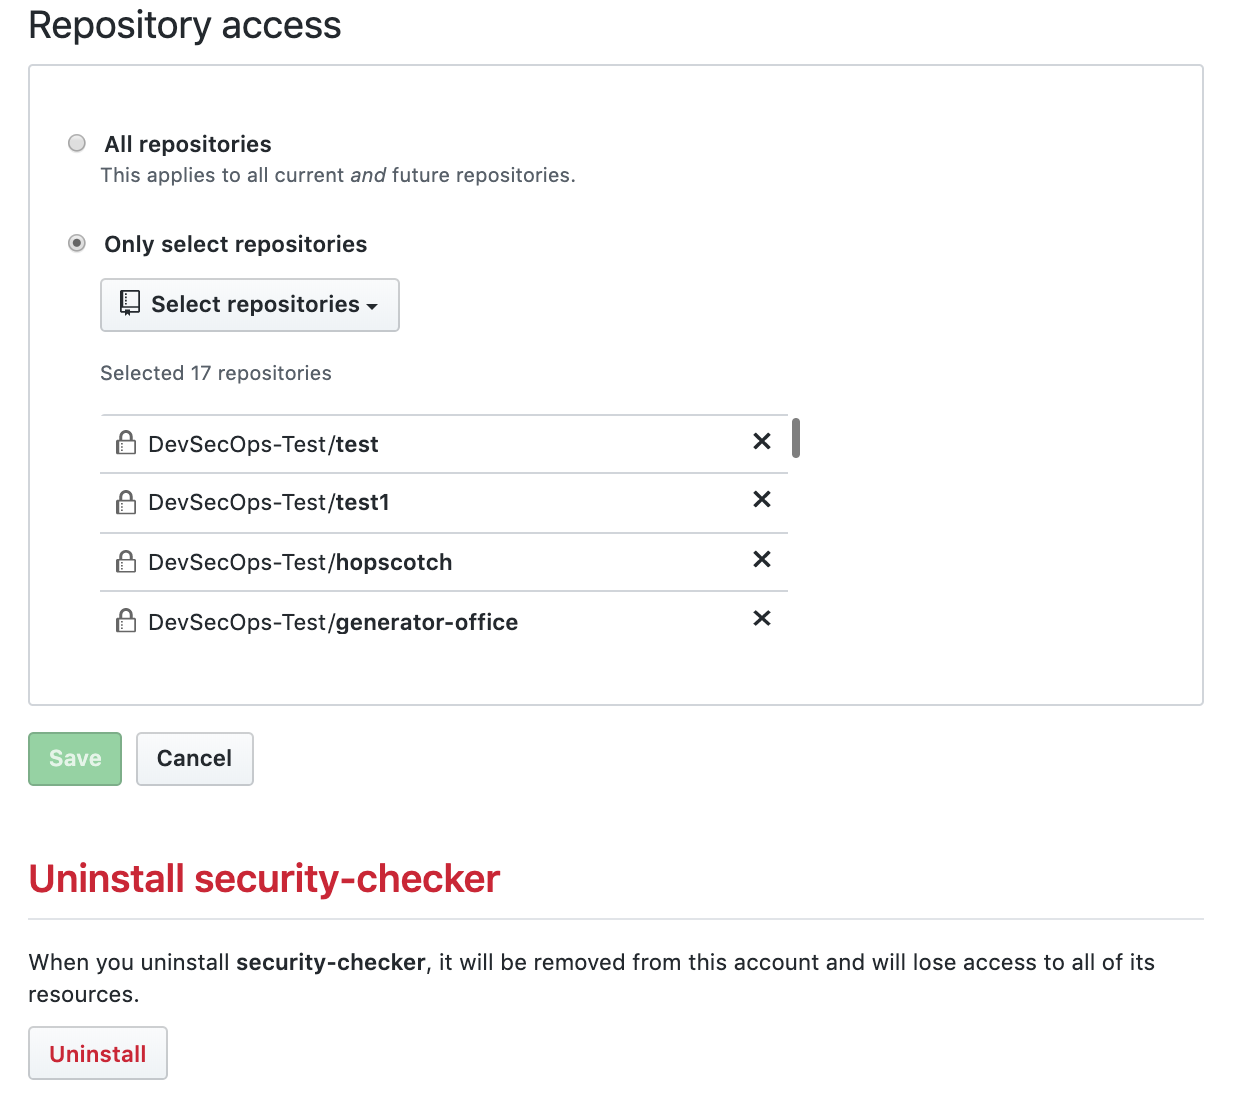 Repository access
All repositories
This applies to all current and future repositories.
Only select repositories
Select repositories
Selected 17 repositories
DevSecOps-Test/test
DevSecOps-Test/test1
DevSecOps-Test/hopscotch
DevSecOps-Test/generator-office
Save Cancel
Uninstall security-checker
When you uninstall security-checker, it will be removed from this account and will lose access to all of its
resources.
Uninstall